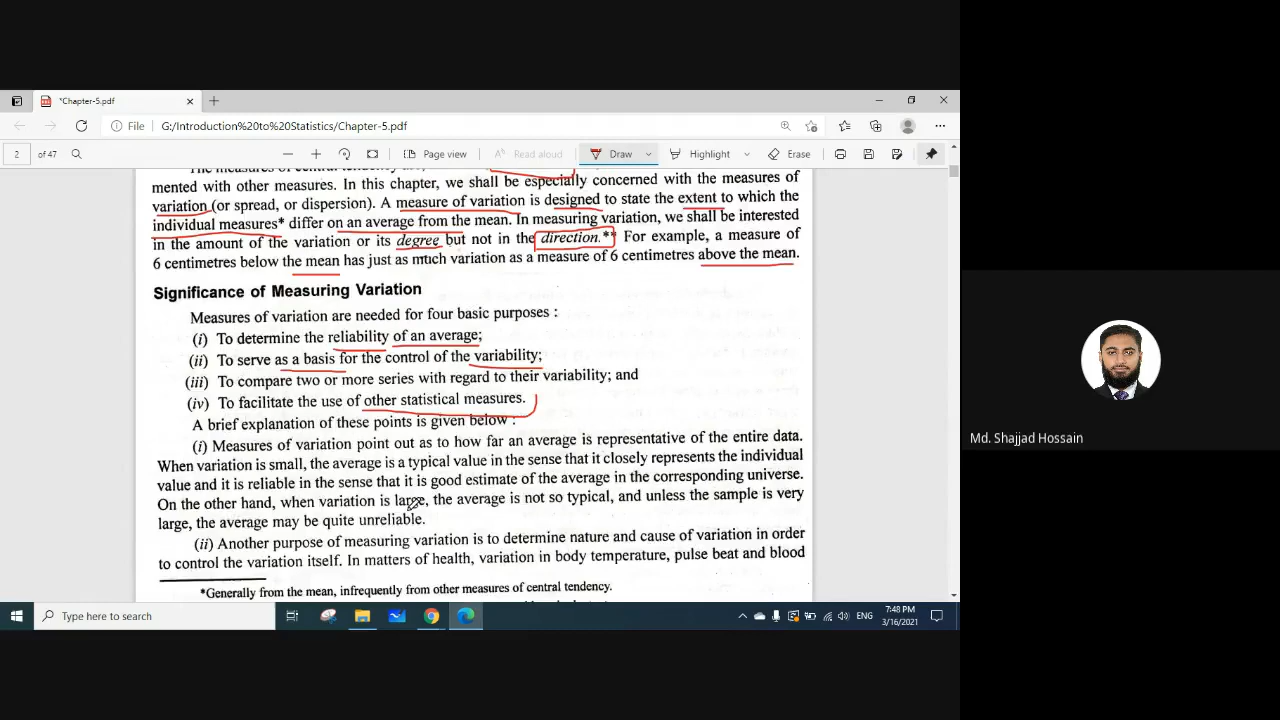 *Chapter-5.pdf
File G:/Introduction%20to%20Statistics/Chapter-5.pdf
2 of 47 Page view Read aloud Draw Highlight Erase
The measures of central tendency
mented with other measures. In this chapter, we shall be especially concerned with the measures of
variation (or spread, or dispersion). A measure of variation is designed to state the extent to which the
individual measures* differ on an average from the mean. In measuring variation, we shall be interested
in the amount of the variation or its degree but not in the direction.** For example, a measure of
6 centimetres below the mean has just as much variation as a measure of 6 centimetres above the mean.
Significance of Measuring Variation
Measures of variation are needed for four basic purposes :
(i) To determine the reliability of an average;
(ii) To serve as a basis for the control of the variability;
(iii) To compare two or more series with regard to their variability; and
(iv) To facilitate the use of other statistical measures.
A brief explanation of these points is given below :
(i) Measures of variation point out as to how far an average is representative of the entire data.
When variation is small, the average is a typical value in the sense that it closely represents the individual
value and it is reliable in the sense that it is good estimate of the average in the corresponding universe.
On the other hand, when variation is large, the average is not so typical, and unless the sample is very
large, the average may be quite unreliable.
(ii) Another purpose of measuring variation is to determine nature and cause of variation in order
to control the variation itself. In matters of health, variation in body temperature, pulse beat and blood
*Generally from the mean, infrequently from other measures of central tendency.
Md. Shajjad Hossain
Type here to search
ENG
7:48 PM
3/16/2021